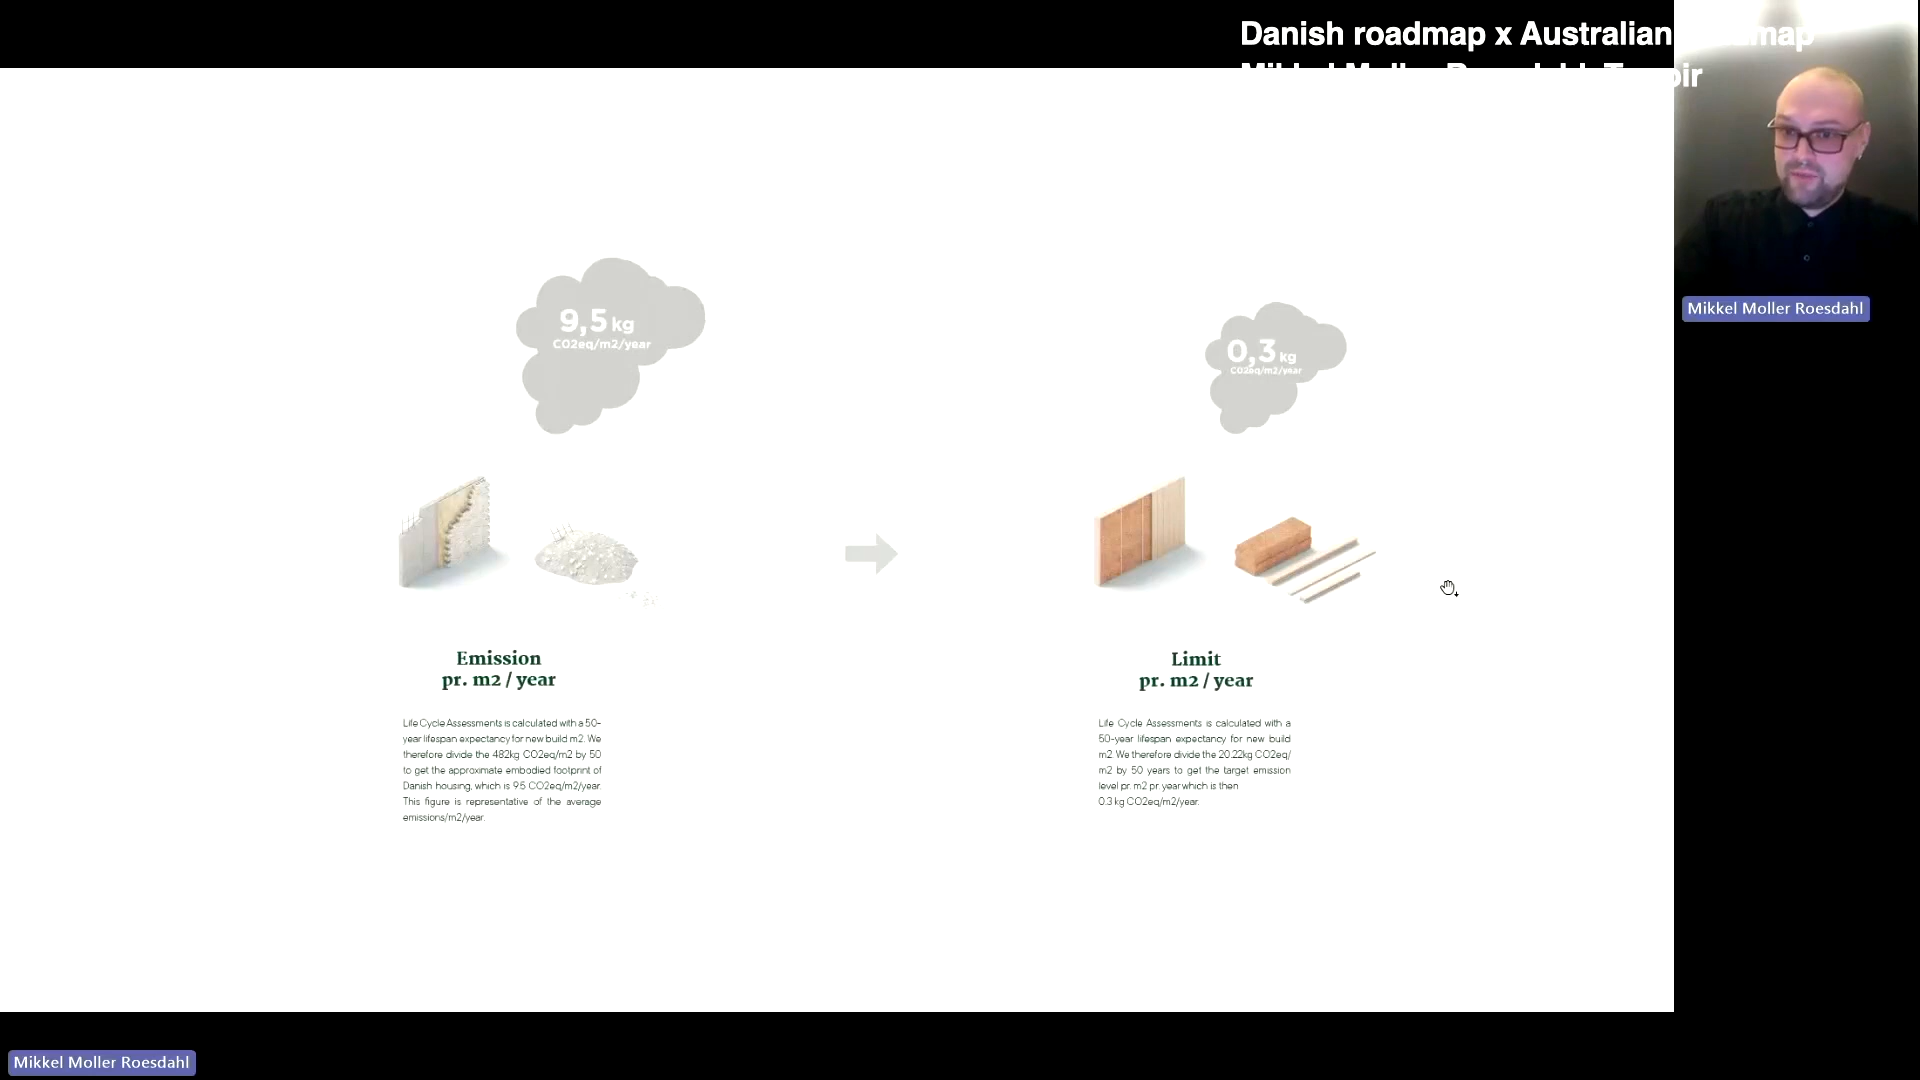 Danish roadmap x Australian
Mikkel Moller Roesdahl
9,5 kg
CO2eq/m2/year
0,3 kg
CO2eq/m2/year
Emission
pr. m2 / year
Life Cycle Assessments is calculated with a 50-
year lifespan expectancy for new build m2. We
therefore divide the 482kg CO2eq/m2 by 50
to get the approximate embodied footprint of
Danish housing, which is 9.5 CO2eq/m2/year.
This figure is representative of the average
emissions/m2/year.
Limit
pr. m2 / year
Life Cycle Assessments is calculated with a
50-year lifespan expectancy for new build
m2. We therefore divide the 20.22kg CO2eq/
m2 by 50 years to get the target emission
level pr. m2 pr. year which is then
0.3 kg CO2eq/m2/year.
Mikkel Moller Roesdahl